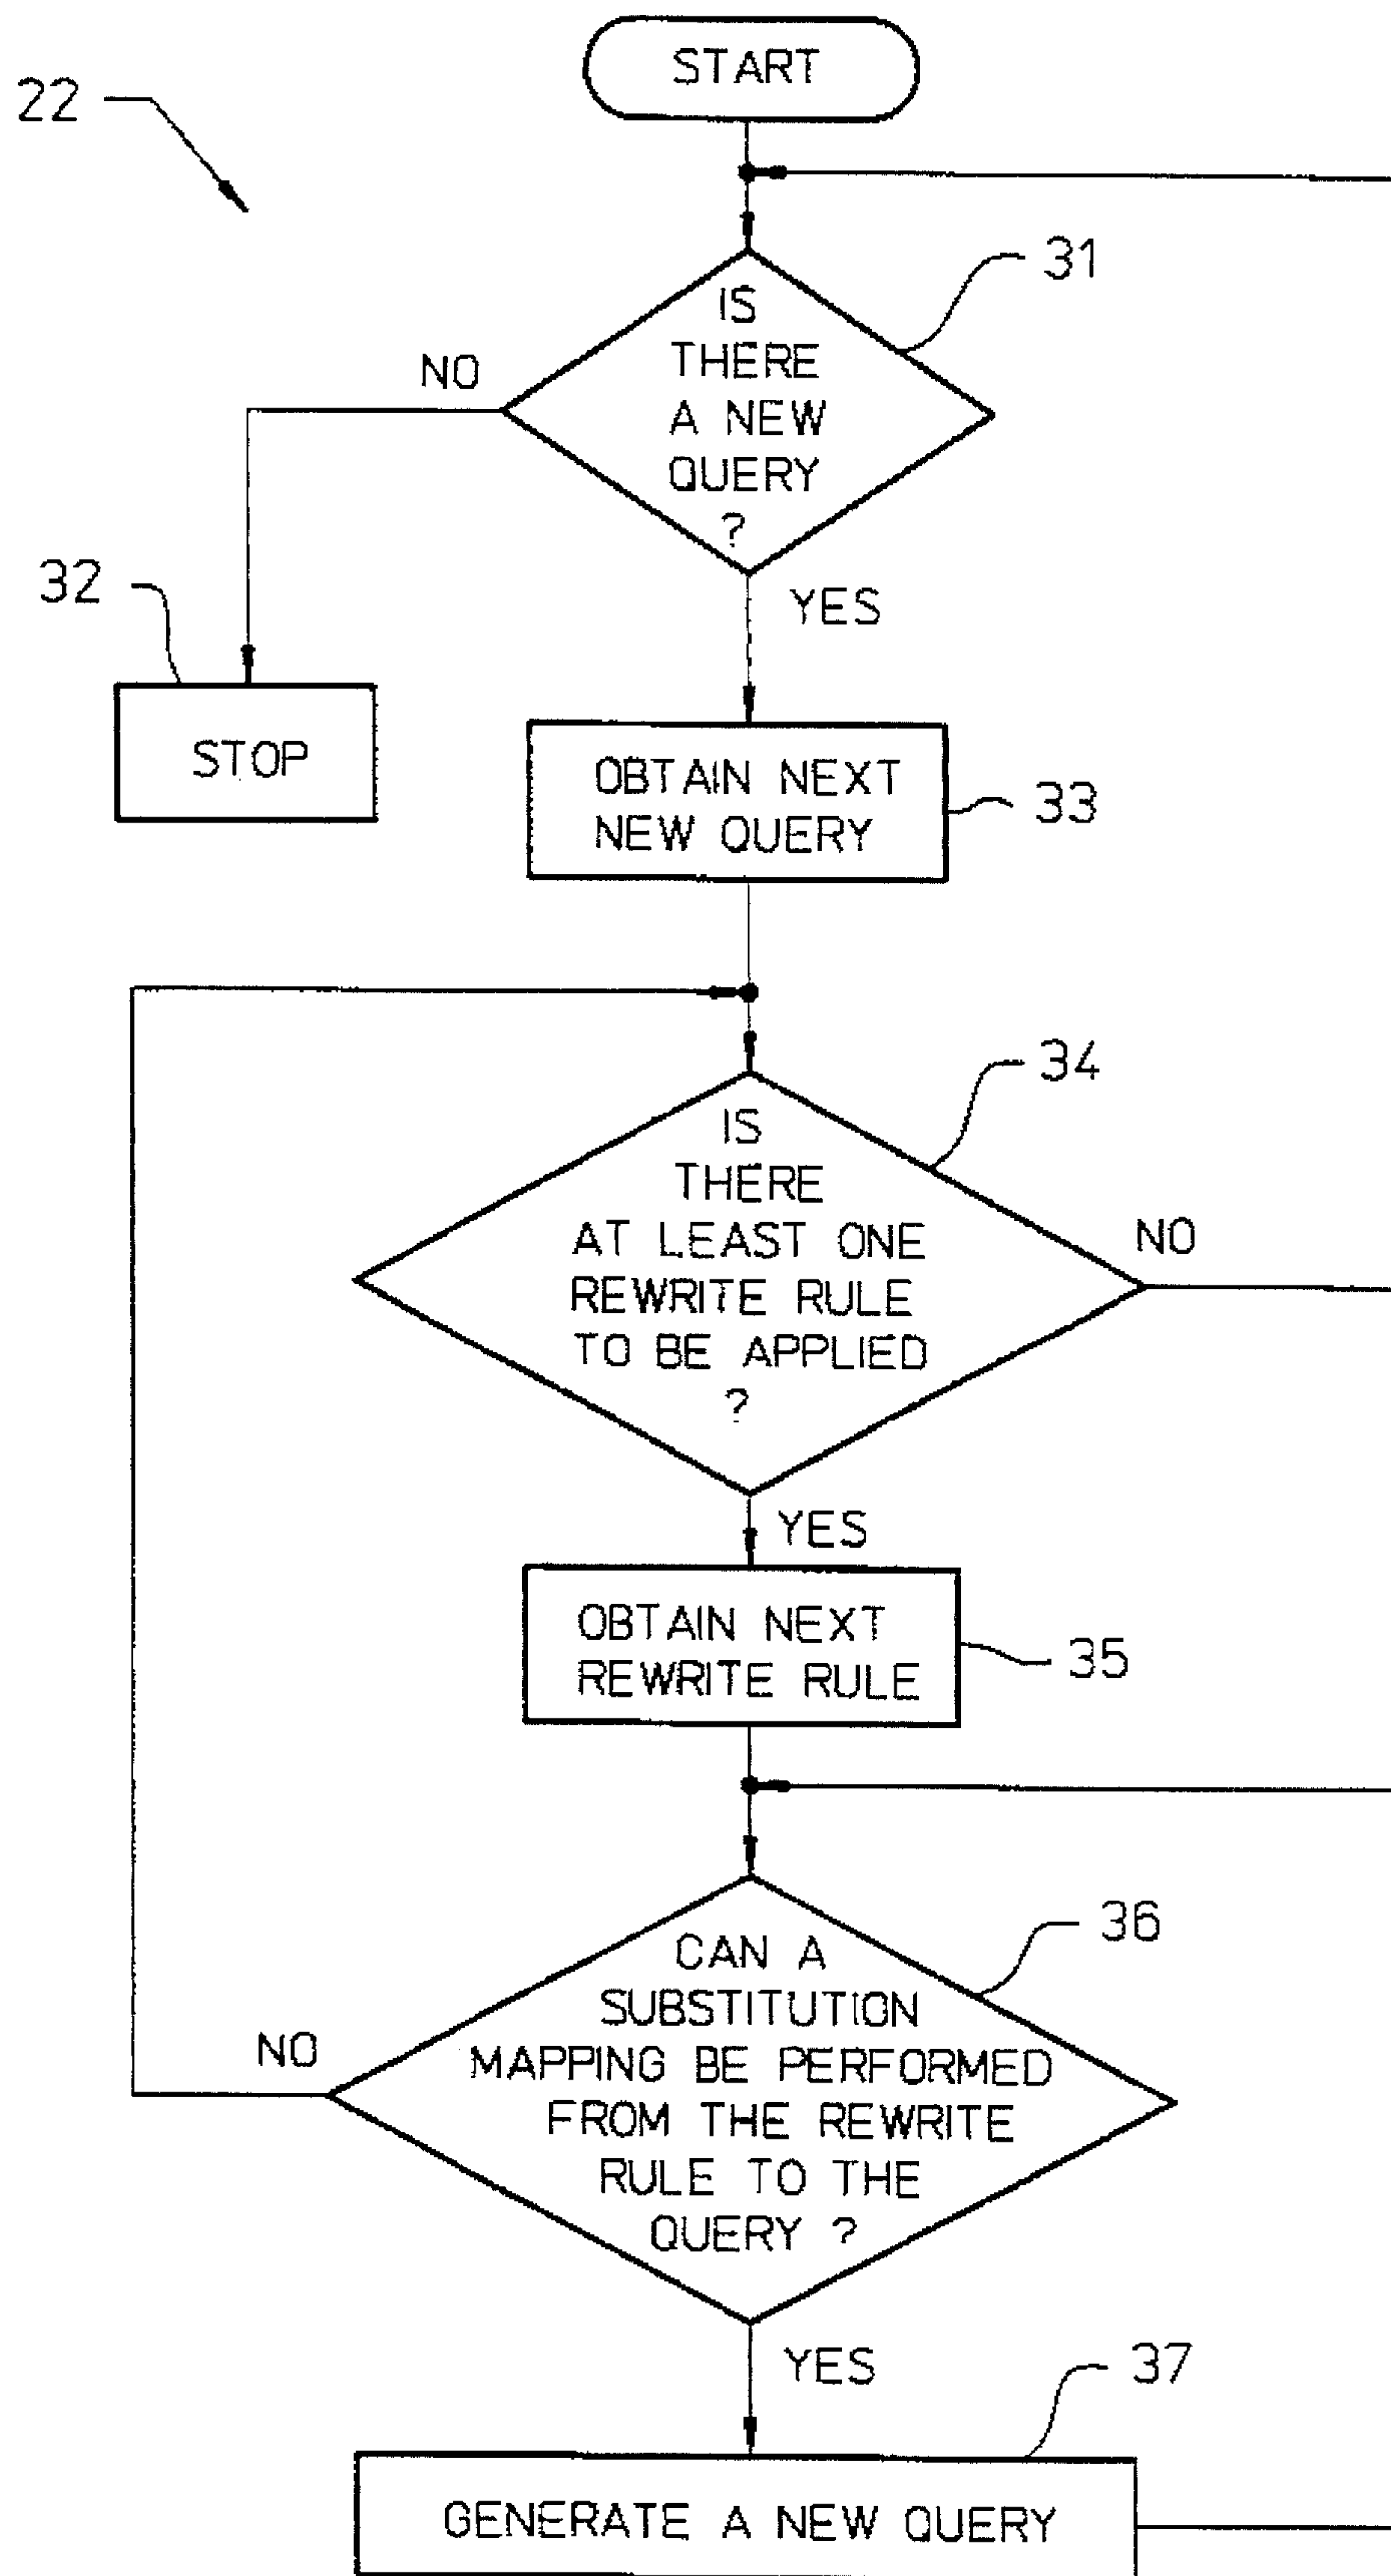 START
22
31
IS
THERE
A NEW
QUERY
?
NO
YES
32
STOP
OBTAIN NEXT
NEW QUERY
33
34
IS
THERE
AT LEAST ONE
REWRITE RULE
TO BE APPLIED
?
NO
YES
OBTAIN NEXT
REWRITE RULE
35
36
CAN A
SUBSTITUTION
MAPPING BE PERFORMED
FROM THE REWRITE
RULE TO THE
QUERY ?
NO
YES
37
GENERATE A NEW QUERY